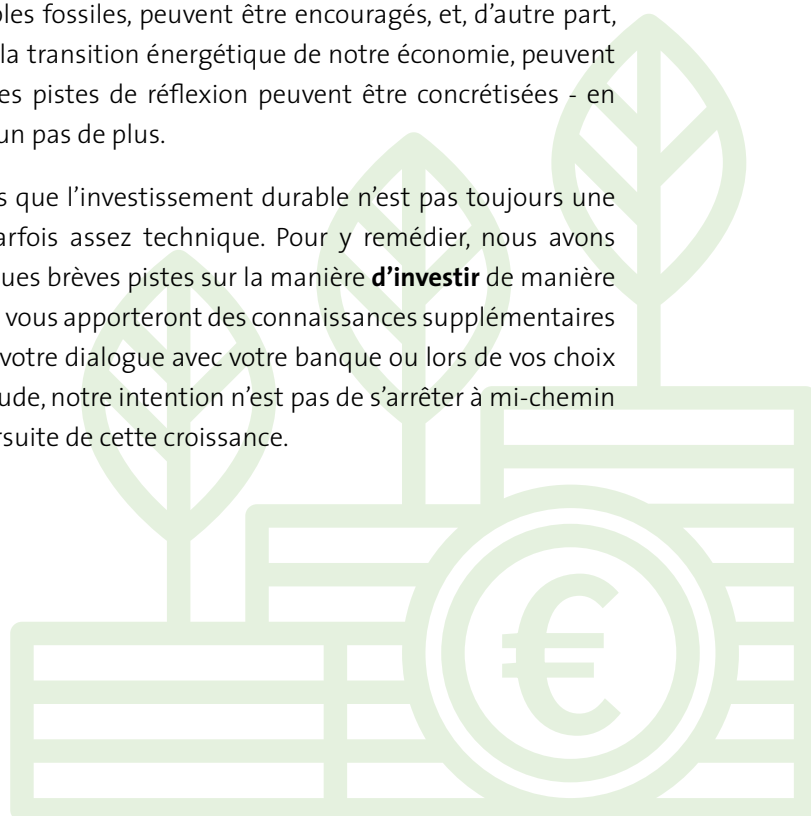 bles fossiles, peuvent être encouragés, et, d’autre part,
la transition énergétique de notre économie, peuvent
es pistes de réflexion peuvent être concrétisées - en
un pas de plus.
s que l’investissement durable n’est pas toujours une
arfois assez technique. Pour y remédier, nous avons
ues brèves pistes sur la manière d’investir de manière
vous apporteront des connaissances supplémentaires
votre dialogue avec votre banque ou lors de vos choix
ude, notre intention n’est pas de s’arrêter à mi-chemin
rsuite de cette croissance.
€